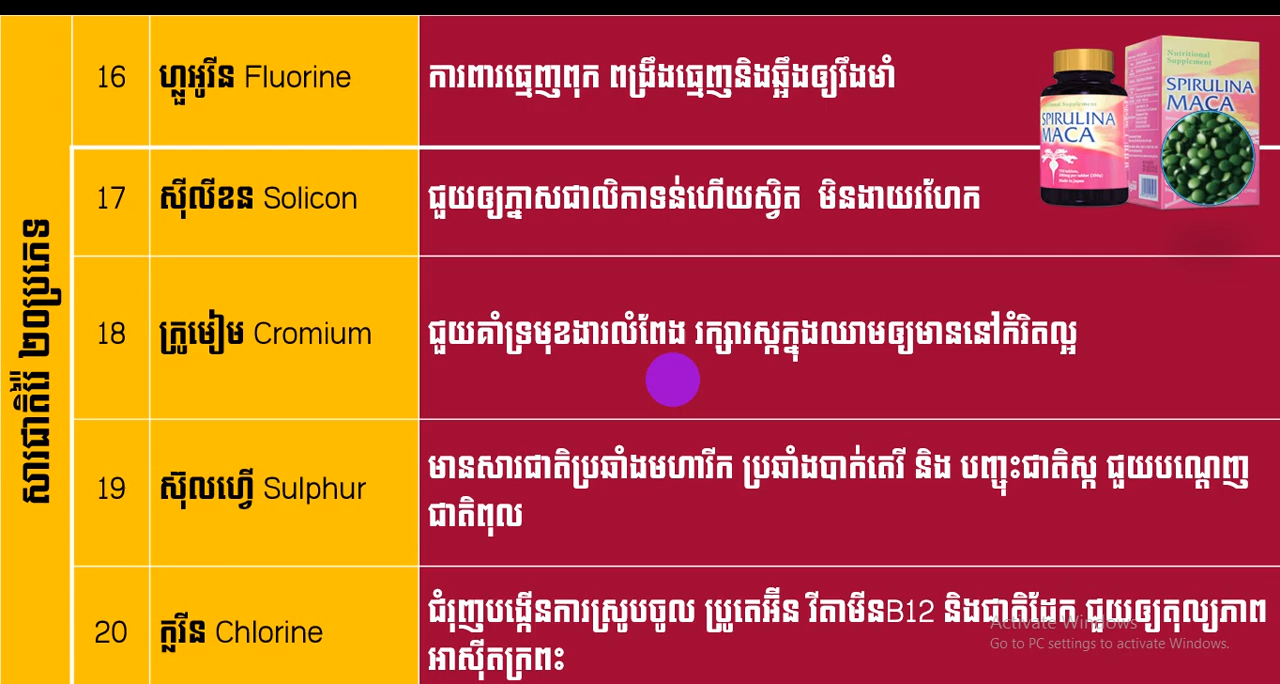 សារជាតិរ៉ែ ២០ប្រភេទ
16 ហ្លួអូរីន Fluorine ការពារធ្មេញពុក ពង្រឹងធ្មេញនិងឆ្អឹងឲ្យរឹងមាំ
Nutritional
Supplement
SPIRULINA
MACA
Nutritional Supplement
SPIRULINA
MACA
17 ស៊ីលីខន Solicon ជួយឲ្យភ្នាសជាលិកាទន់ហើយស្វិត មិនងាយរហែក
18 ក្រូមៀម Cromium ជួយគាំទ្រមុខងារលំពែង រក្សារស្កក្នុងឈាមឲ្យមាននៅកំរិតល្អ
19 ស៊ុលហ្វើ Sulphur មានសារជាតិប្រឆាំងមហារីក ប្រឆាំងបាក់តេរី និង បញ្ចុះជាតិស្ក ជួយបណ្តេញ
ជាតិពុល
20 ក្លរីន Chlorine ជំរុញបង្កើនការស្រូបចូល ប្រូតេអ៊ីន វីតាមីនB12 និងជាតិដែក ជួយឲ្យតុល្យភាព
អាស៊ីតក្រពះ
Activate Windows
Go to PC settings to activate Windows.